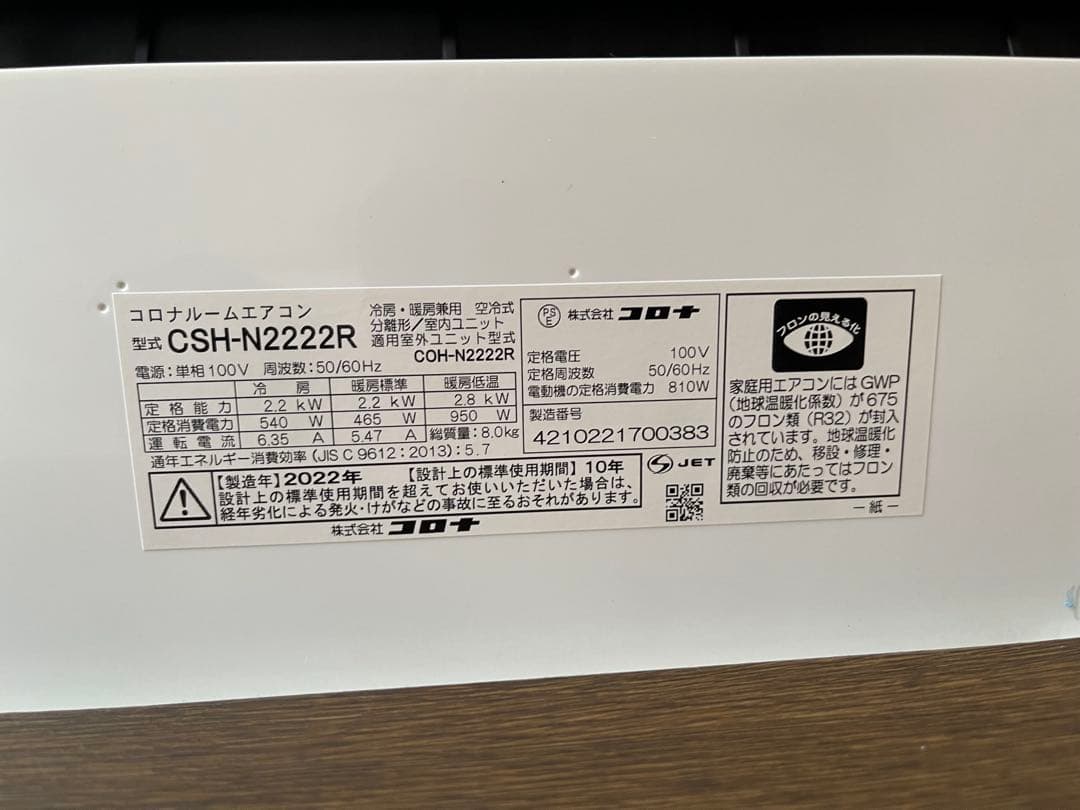 コロナルームエアコン
型式 CSH-N2222R
冷房・暖房兼用 空冷式
分離形/室内ユニット
適用室外ユニット型式
COH-N2222R
電源:単相100V 周波数:50/60Hz
冷 房 暖房標準 暖房低温
定格能力 2.2 kW 2.2 kW 2.8 kW
定格消費電力 540 W 465 W 950 W
運転電流 6.35 A 5.47 A 総質量:8.0kg
通年エネルギー消費効率(JIS C 9612:2013):5.7
【製造年】2022年 【設計上の標準使用期間】10年
設計上の標準使用期間を超えてお使いいただいた場合は、
経年劣化による発火・けがなどの事故に至るおそれがあります。
株式会社 コロナ
PSE 株式会社 コロナ
定格電圧 100V
定格周波数 50/60Hz
電動機の定格消費電力 810W
製造番号
4210221700383
S JET
フロンの見える化
家庭用エアコンにはGWP
(地球温暖化係数)が675
のフロン類(R32)が封入
されています。地球温暖化
防止のため、移設・修理・
廃棄等にあたってはフロン
類の回収が必要です。
-紙-